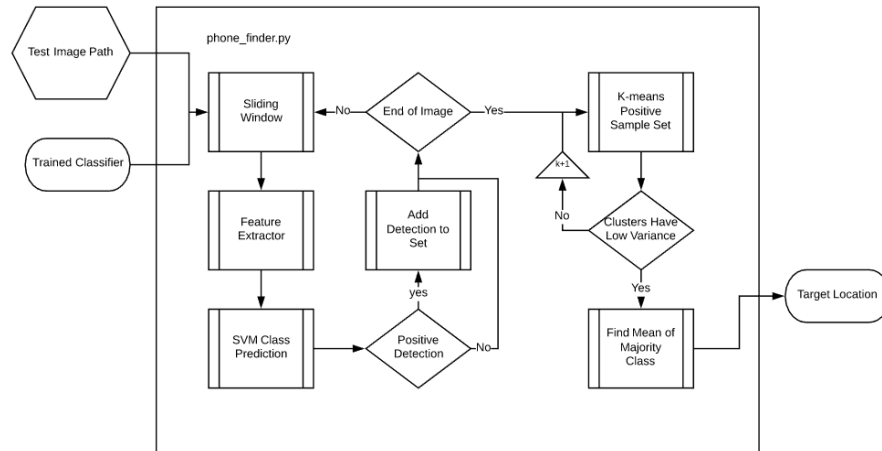 phone_finder.py
Test Image Path
Sliding
Window
No
End of Image
Yes
K-means
Positive
Sample Set
Trained Classifier
k+1
Feature
Extractor
Add
Detection to
Set
No
Clusters Have
Low Variance
yes
Yes
Target Location
SVM Class
Prediction
Positive
Detection
No
Find Mean of
Majority
Class